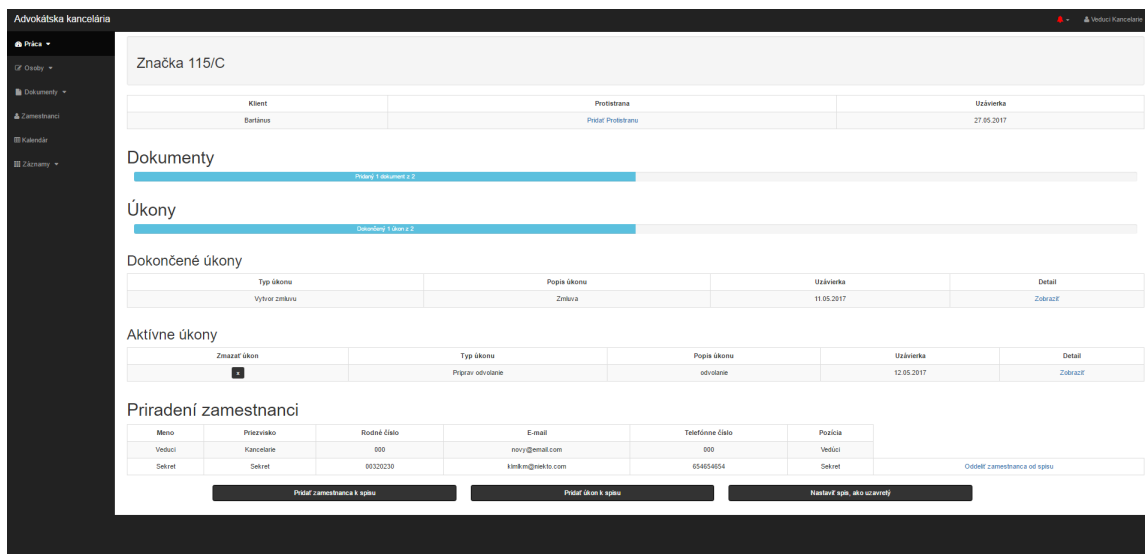 Advokátska kancelária
Veduci Kancelarie
Práca
Osoby
Dokumenty
Zamestnanci
Kalendár
Záznamy
Značka 115/C
Klient Protistrana Uzávierka
Bartánus Pridať Protistranu 27.05.2017
Dokumenty
Pridaný 1 dokument z 2
Úkony
Dokončený 1 úkon z 2
Dokončené úkony
Typ úkonu Popis úkonu Uzávierka Detail
Vytvor zmluvu Zmluva 11.05.2017 Zobraziť
Aktívne úkony
Zmazať úkon Typ úkonu Popis úkonu Uzávierka Detail
x Priprav odvolanie odvolanie 12.05.2017 Zobraziť
Priradení zamestnanci
Meno Priezvisko Rodné číslo E-mail Telefónne číslo Pozícia
Veduci Kancelarie 000 novy@email.com 000 Vedúci
Sekret Sekret 00320230 klmlkm@niekto.com 654654654 Sekret Oddeliť zamestnanca od spisu
Pridať zamestnanca k spisu Pridať úkon k spisu Nastaviť spis, ako uzavretý